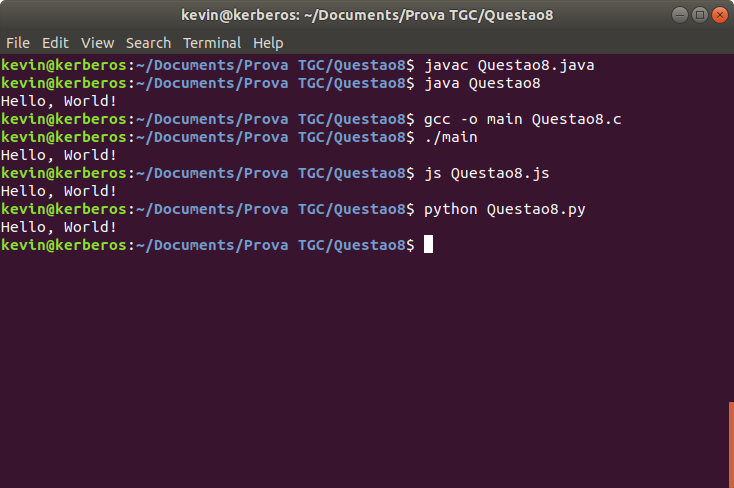 kevin@kerberos: ~/Documents/Prova TGC/Questao8
File Edit View Search Terminal Help
kevin@kerberos:~/Documents/Prova TGC/Questao8$ javac Questao8.java
kevin@kerberos:~/Documents/Prova TGC/Questao8$ java Questao8
Hello, World!
kevin@kerberos:~/Documents/Prova TGC/Questao8$ gcc -o main Questao8.c
kevin@kerberos:~/Documents/Prova TGC/Questao8$ ./main
Hello, World!
kevin@kerberos:~/Documents/Prova TGC/Questao8$ js Questao8.js
Hello, World!
kevin@kerberos:~/Documents/Prova TGC/Questao8$ python Questao8.py
Hello, World!
kevin@kerberos:~/Documents/Prova TGC/Questao8$